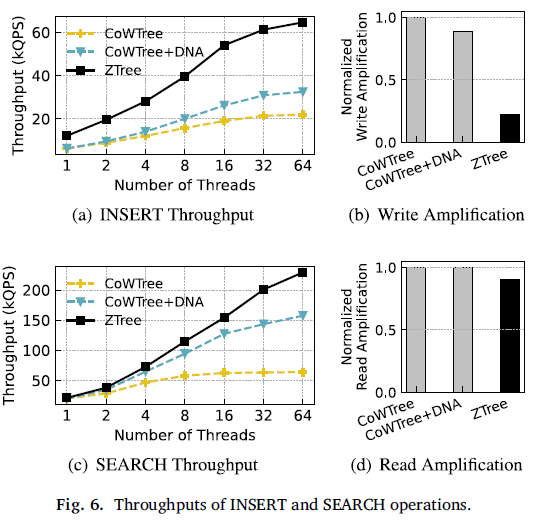 Throughput (kQPS)
60
40
20
CoWTree
CoWTree+DNA
ZTree
1 2 4 8 16 32 64
Number of Threads
(a) INSERT Throughput
Normalized
Write Amplification
1.0
0.5
0.0
CoWTree
CoWTree+DNA
ZTree
(b) Write Amplification
Throughput (kQPS)
200
150
100
50
CoWTree
CoWTree+DNA
ZTree
1 2 4 8 16 32 64
Number of Threads
(c) SEARCH Throughput
Normalized
Read Amplification
1.0
0.5
0.0
CoWTree
CoWTree+DNA
ZTree
(d) Read Amplification
Fig. 6. Throughputs of INSERT and SEARCH operations.